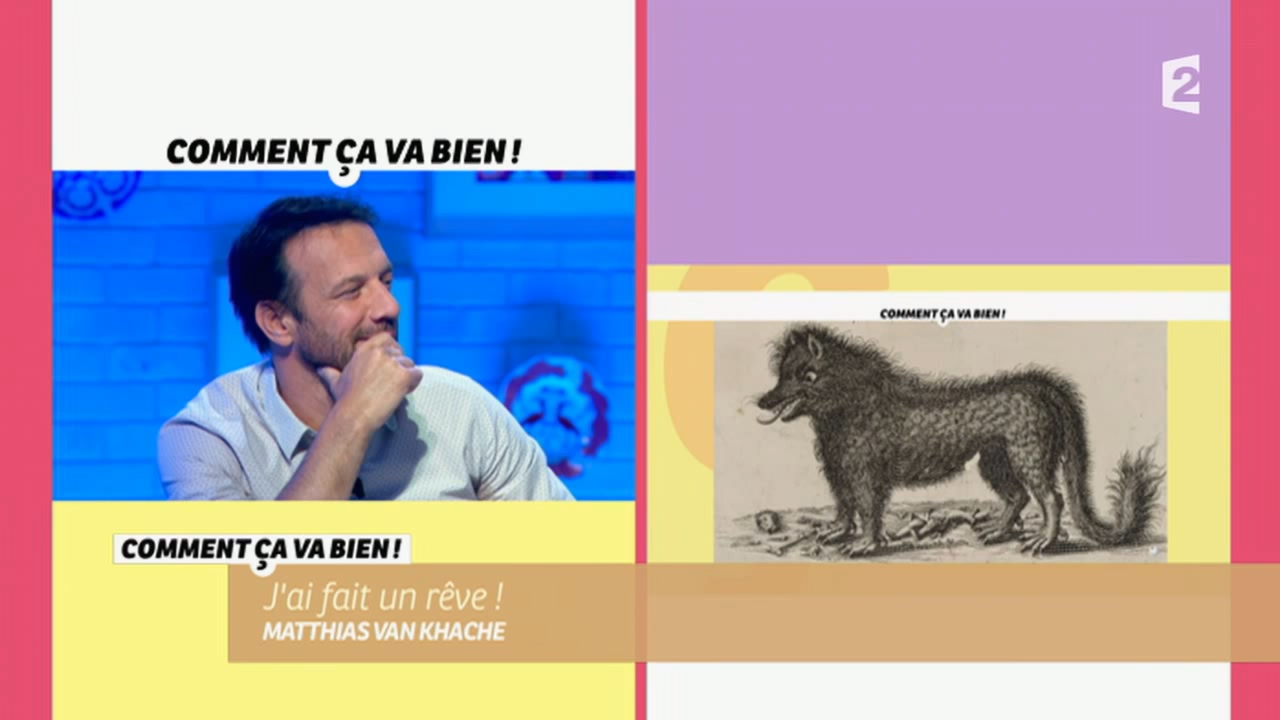 COMMENT ÇA VA BIEN !
2
COMMENT ÇA VA BIEN !
COMMENT ÇA VA BIEN !
J'ai fait un rêve !
MATTHIAS VAN KHACHE